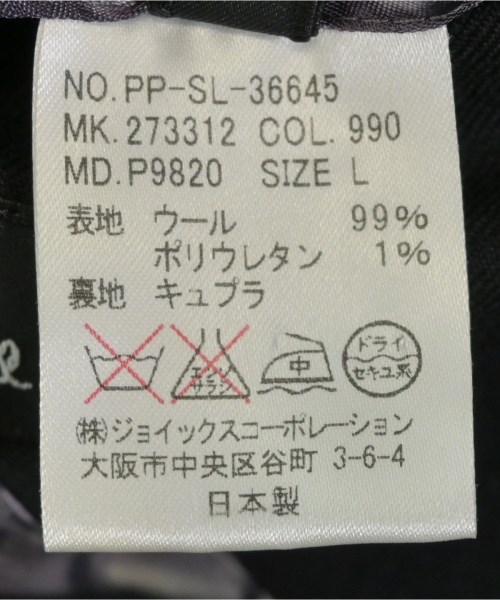 NO.PP-SL-36645
MK.273312 COL.990
MD.P9820 SIZE L
表地 ウール 99%
ポリウレタン 1%
裏地 キュプラ
エンソ
サラシ
中
ドライ
セキユ系
㈱ジョイックスコーポレーション
大阪市中央区谷町 3-6-4
日本製